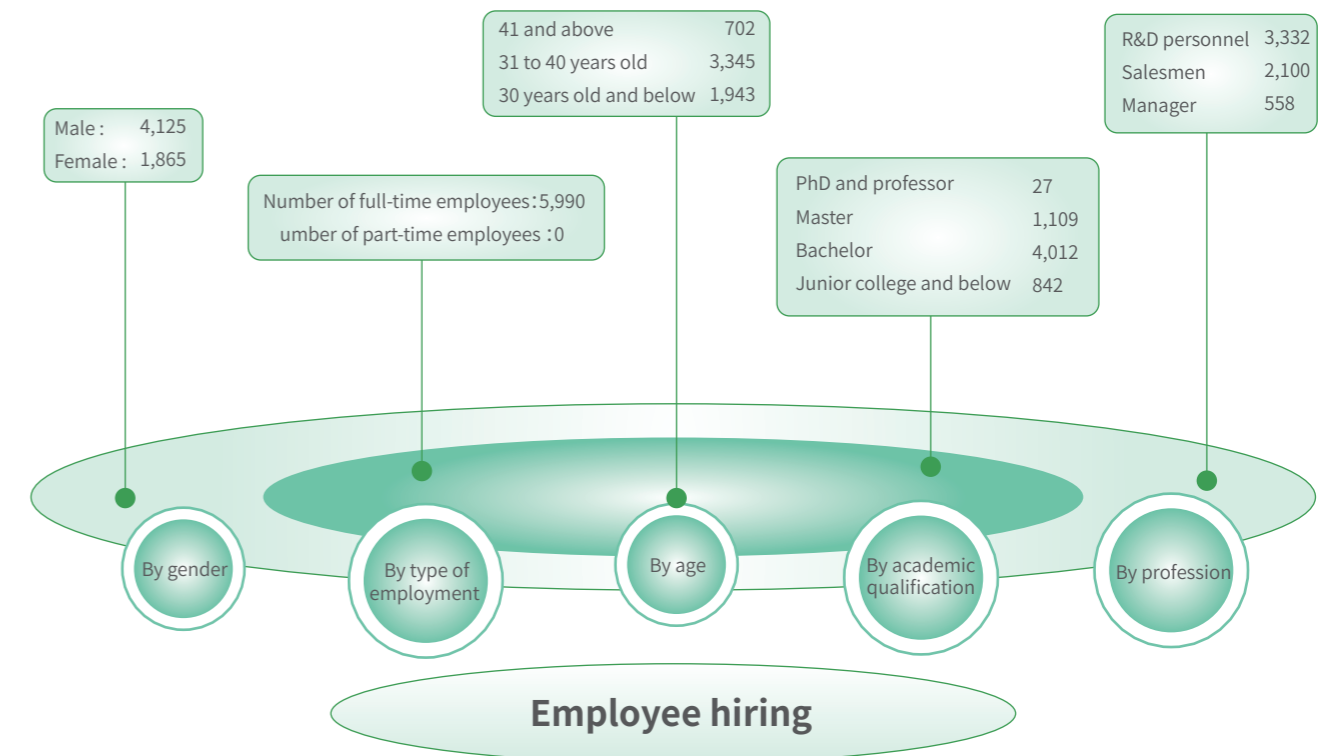 41 and above 702
31 to 40 years old 3,345
30 years old and below 1,943
R&D personnel 3,332
Salesmen 2,100
Manager 558
Male : 4,125
Female : 1,865
Number of full-time employees：5,990
umber of part-time employees ：0
PhD and professor 27
Master 1,109
Bachelor 4,012
Junior college and below 842
By gender
By type of
employment
By age
By academic
qualification
By profession
Employee hiring